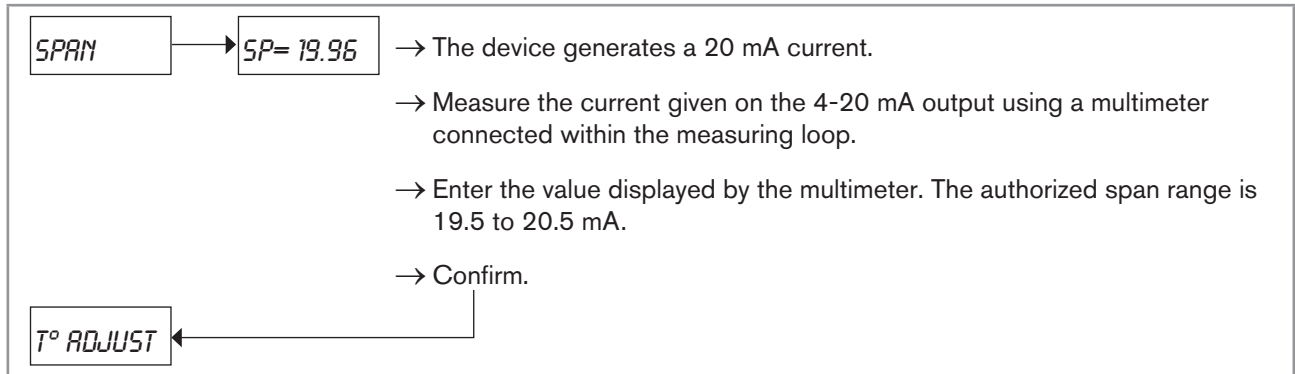 SPAN
SP= 19.96
→ The device generates a 20 mA current.
→ Measure the current given on the 4-20 mA output using a multimeter
connected within the measuring loop.
→ Enter the value displayed by the multimeter. The authorized span range is
19.5 to 20.5 mA.
→ Confirm.
T° ADJUST